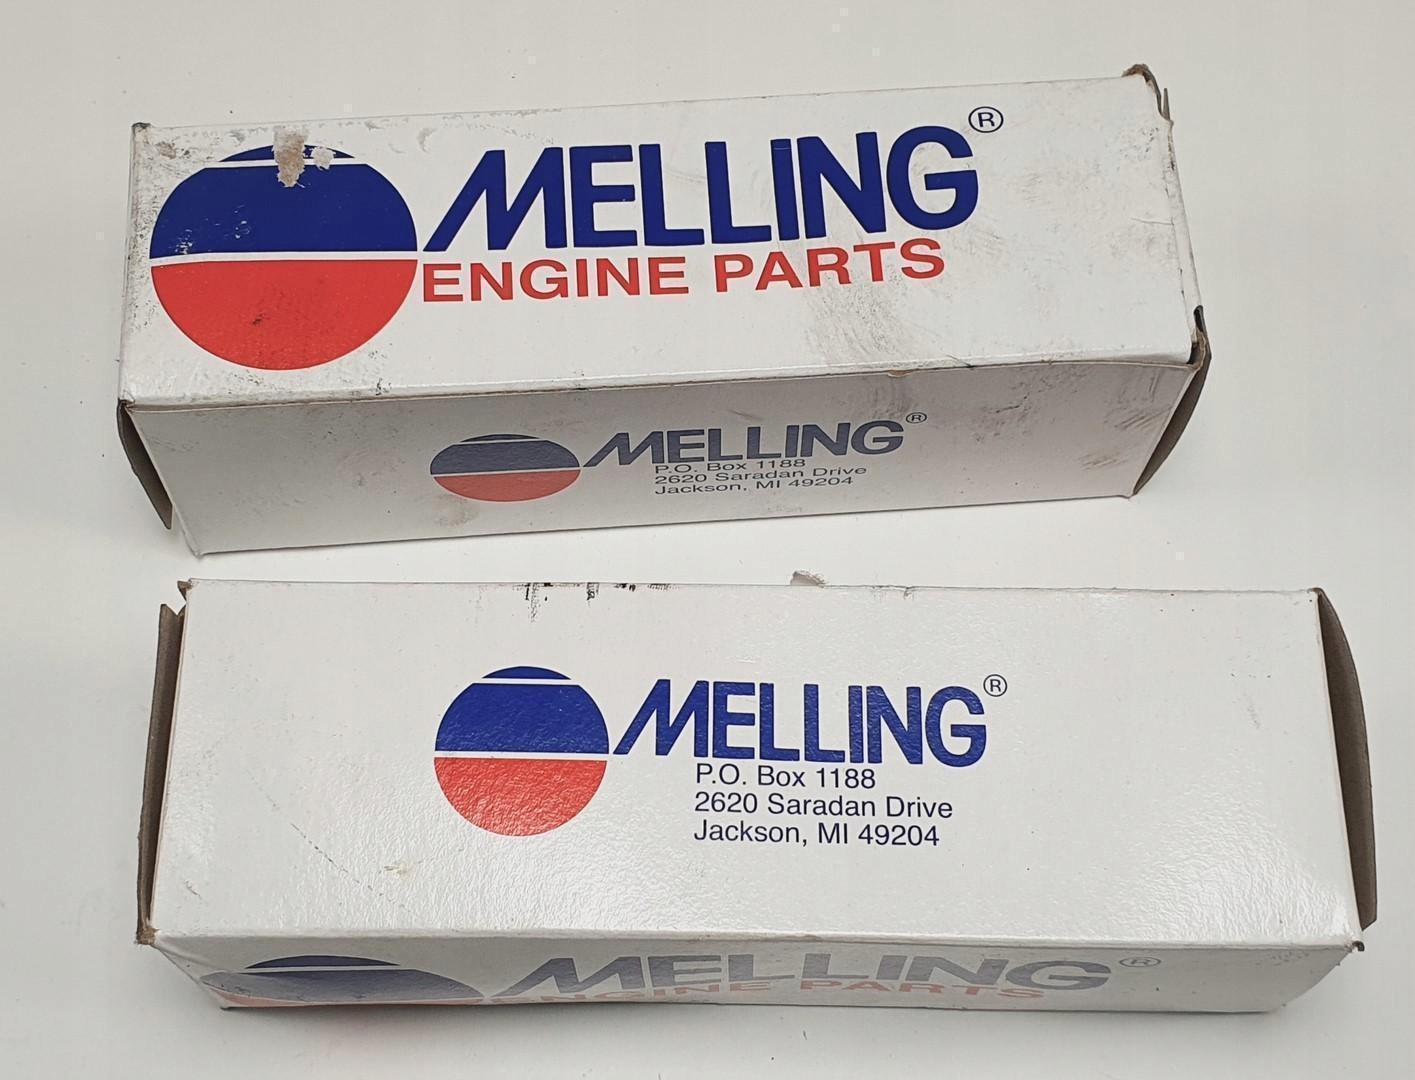 MELLING®
ENGINE PARTS
MELLING®
P.O. Box 1188
2620 Saradan Drive
Jackson, MI 49204
MELLING®
P.O. Box 1188
2620 Saradan Drive
Jackson, MI 49204
MELLING®
ENGINE PARTS